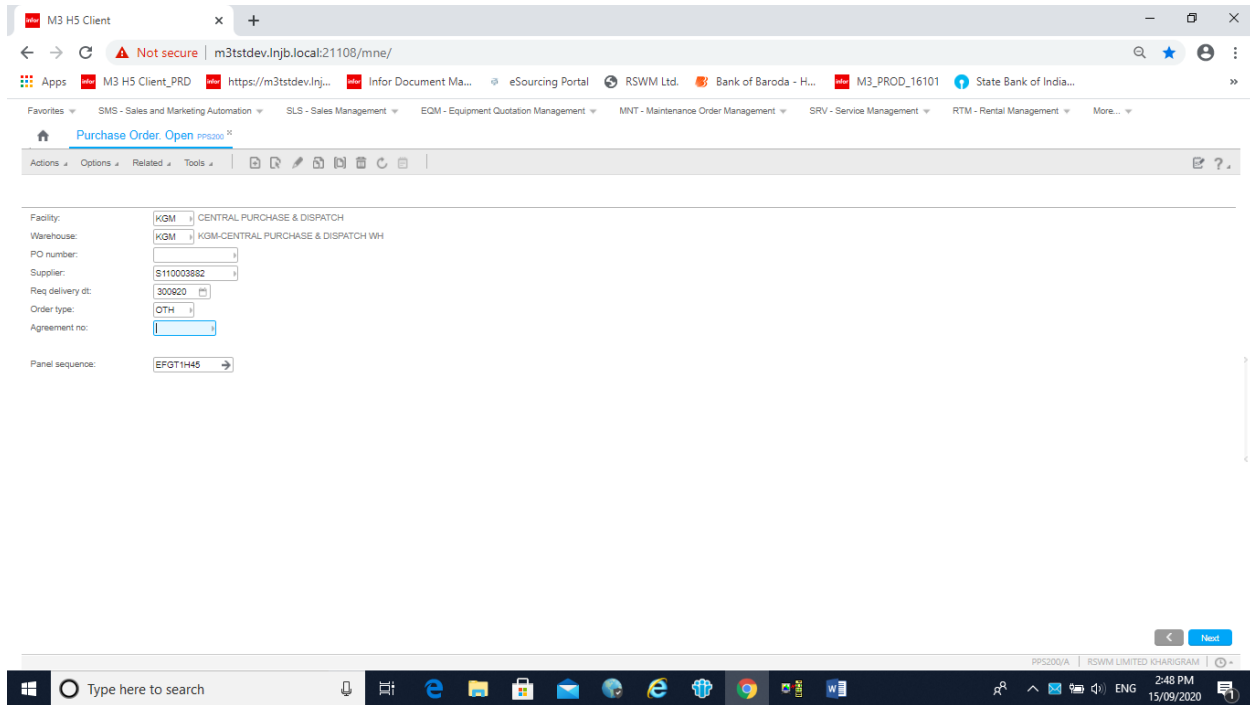 infor M3 H5 Client × +
Not secure | m3tstdev.lnjb.local:21108/mne/
Apps infor M3 H5 Client_PRD infor https://m3tstdev.lnj... infor Infor Document Ma... eSourcing Portal RSWM Ltd. Bank of Baroda - H... infor M3_PROD_16101 State Bank of India... »
Favorites SMS - Sales and Marketing Automation SLS - Sales Management EQM - Equipment Quotation Management MNT - Maintenance Order Management SRV - Service Management RTM - Rental Management More...
Purchase Order. Open PPS200 ×
Actions Options Related Tools ?
Facility: KGM CENTRAL PURCHASE & DISPATCH
Warehouse: KGM KGM-CENTRAL PURCHASE & DISPATCH WH
PO number:
Supplier: S110003882
Req delivery dt: 300920
Order type: OTH
Agreement no:
Panel sequence: EFGT1H45
Next
PPS200/A | RSWM LIMITED KHARIGRAM
Type here to search ENG 2:48 PM
15/09/2020